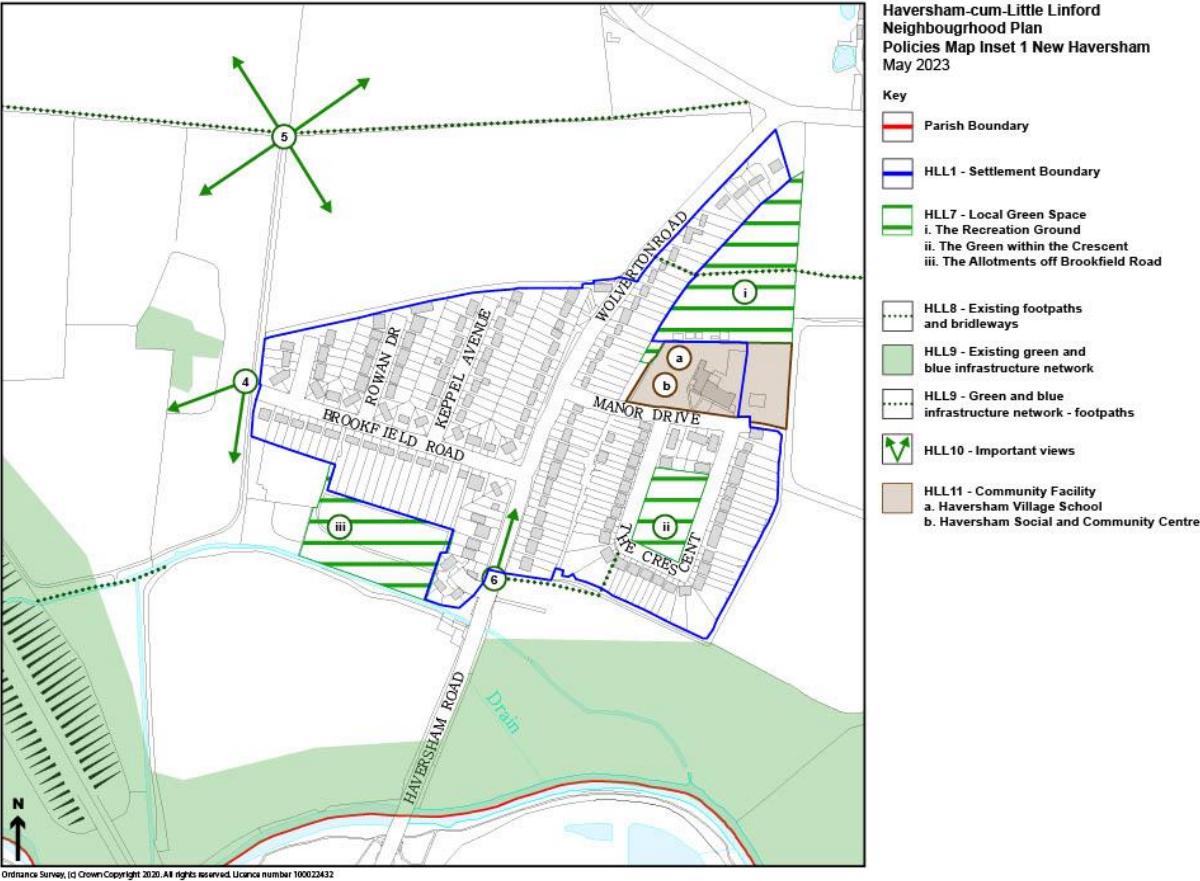 Haversham-cum-Little Linford
Neighbougrhood Plan
Policies Map Inset 1 New Haversham
May 2023
Key
Parish Boundary
HLL1 - Settlement Boundary
HLL7 - Local Green Space
i. The Recreation Ground
ii. The Green within the Crescent
iii. The Allotments off Brookfield Road
HLL8 - Existing footpaths
and bridleways
HLL9 - Existing green and
blue infrastructure network
HLL9 - Green and blue
infrastructure network - footpaths
HLL10 - Important views
HLL11 - Community Facility
a. Haversham Village School
b. Haversham Social and Community Centre
5
WOLVERTON ROAD
i
a
b
4
ROWAN DR
KEPPEL AVENUE
MANOR DRIVE
BROOKFIELD ROAD
iii
ii
THE CRESCENT
6
HAVERSHAM ROAD
Drain
N
Ordnance Survey, (c) Crown Copyright 2020. All rights reserved. Licence number 100022432